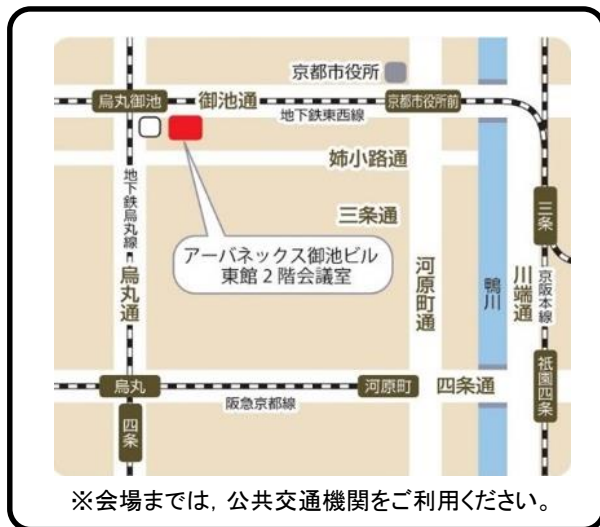 京都市役所
烏丸御池
御池通
京都市役所前
地下鉄東西線
姉小路通
三条通
三条
地下鉄烏丸線
アーバネックス御池ビル
東館2階会議室
烏丸通
河原町通
鴨川
川端通
京阪本線
祇園四条
烏丸
河原町
四条通
阪急京都線
四条
※会場までは,公共交通機関をご利用ください。